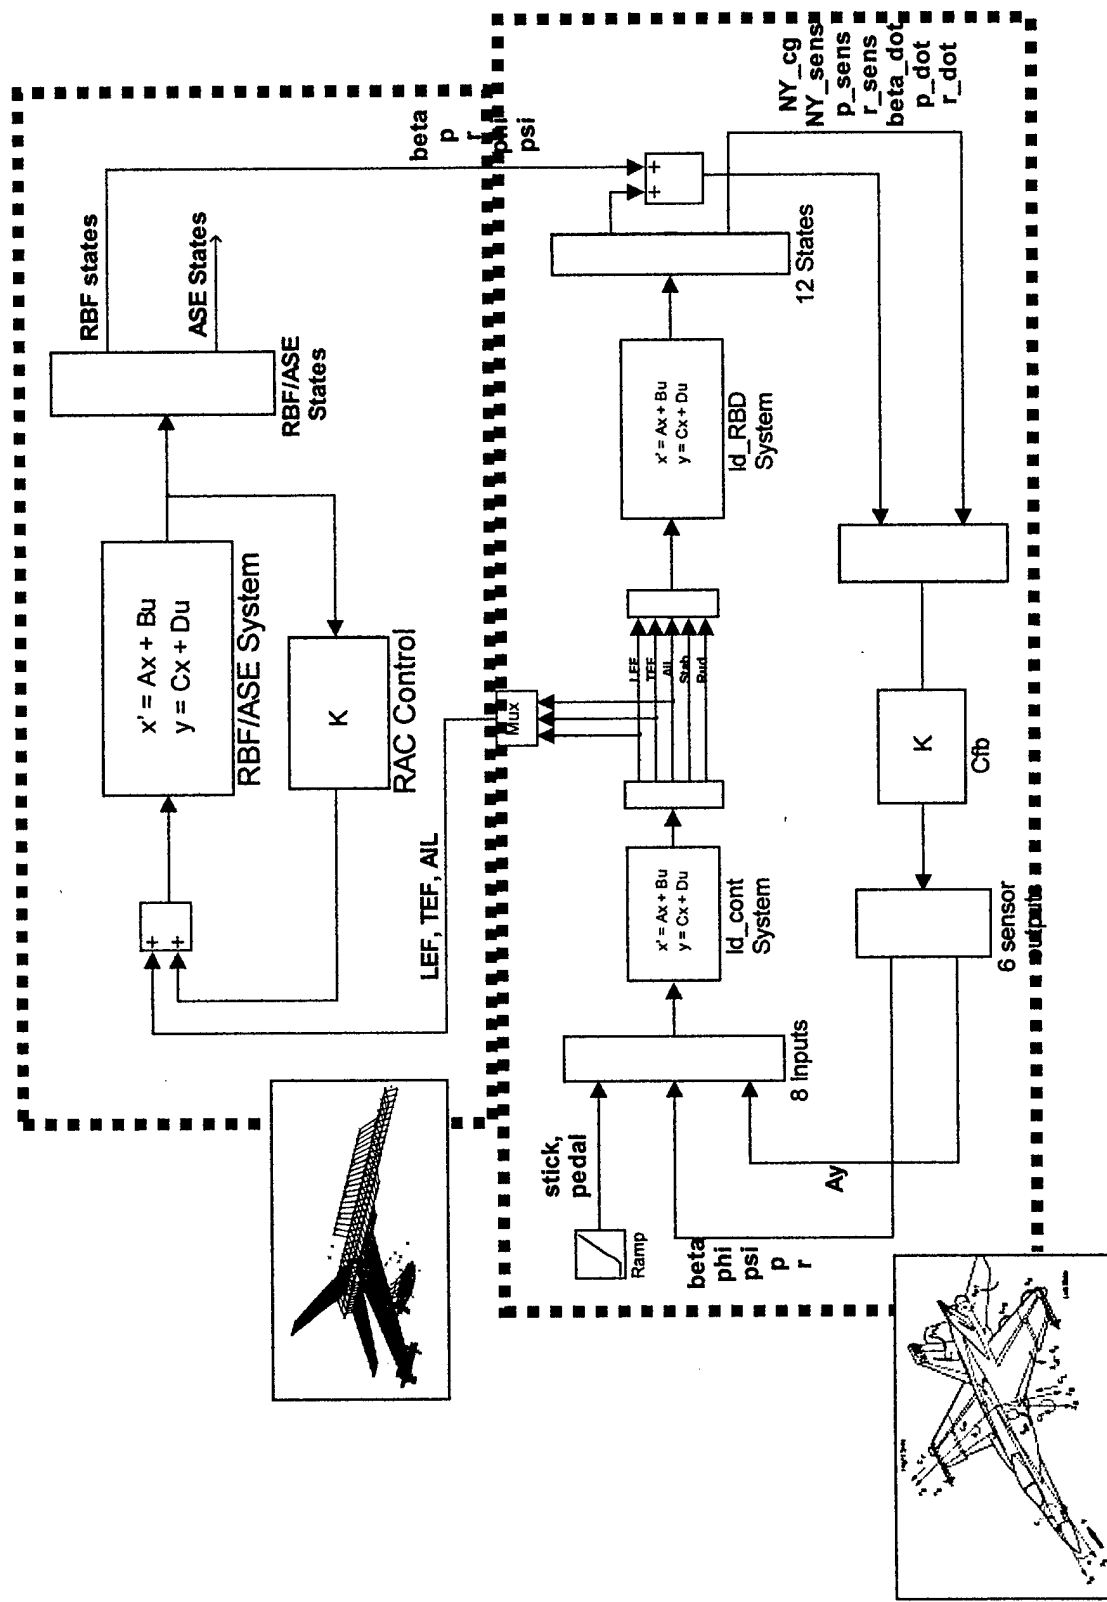 RBF states
ASE States
RBF/ASE
States
x' = Ax + Bu
y = Cx + Du
RBF/ASE System
K
RAC Control
+
+
LEF, TEF, AIL
beta
p
r
phi
psi
NY_cg
NY_sens
p_sens
r_sens
beta_dot
p_dot
r_dot
+
+
12 States
x' = Ax + Bu
y = Cx + Du
Id_RBD
System
LEF
TEF
Ail
Stab
Rud
Mux
x' = Ax + Bu
y = Cx + Du
Id_cont
System
8 Inputs
stick,
pedal
Ramp
beta
phi
psi
p
r
Ay
K
Cfb
6 sensor
outputs